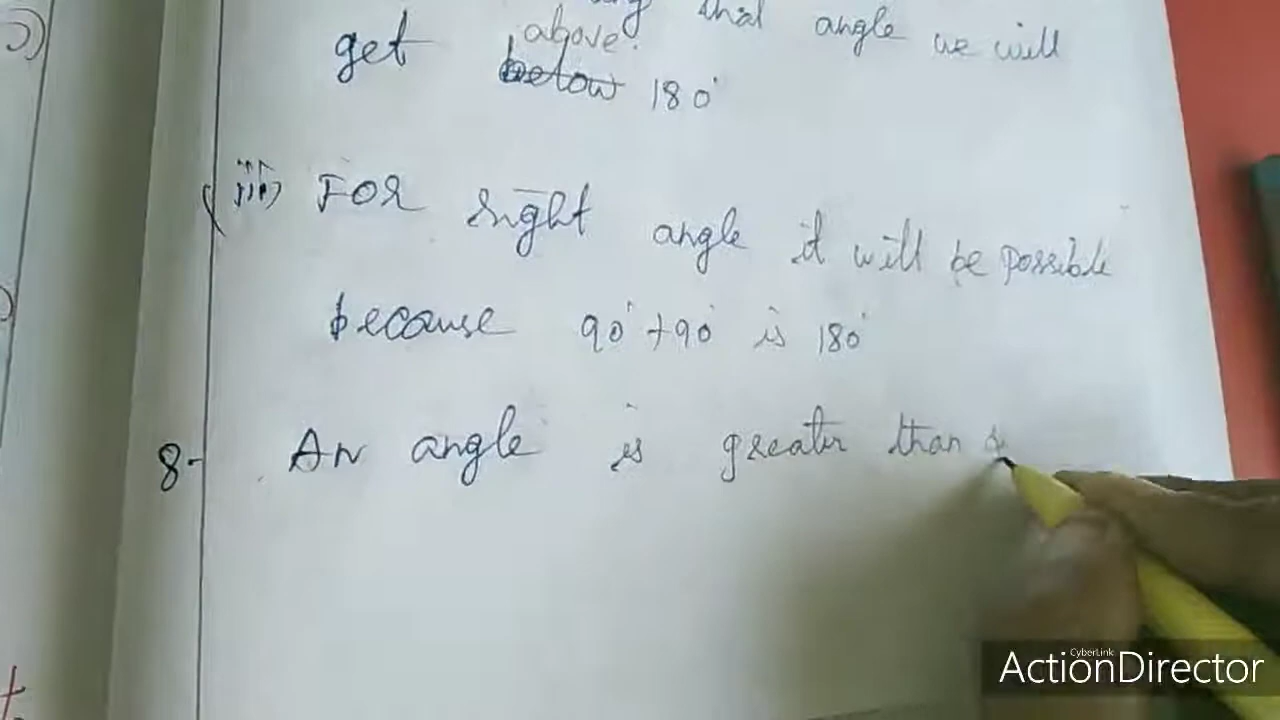 that angle we will
above.
get below 180°
iii) FOR right angle it will be possible
because 90°+90° is 180°
8- An angle is greater than
CyberLink
ActionDirector